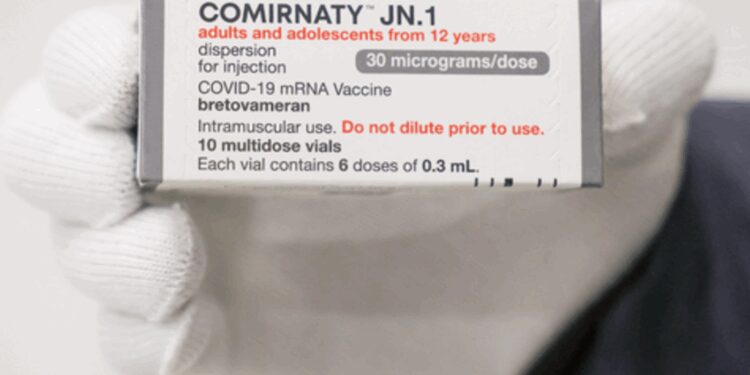 COMIRNATY™ JN.1
adults and adolescents from 12 years
dispersion
for injection
30 micrograms/dose
COVID-19 mRNA Vaccine
bretovameran
Intramuscular use. Do not dilute prior to use.
10 multidose vials
Each vial contains 6 doses of 0.3 mL.